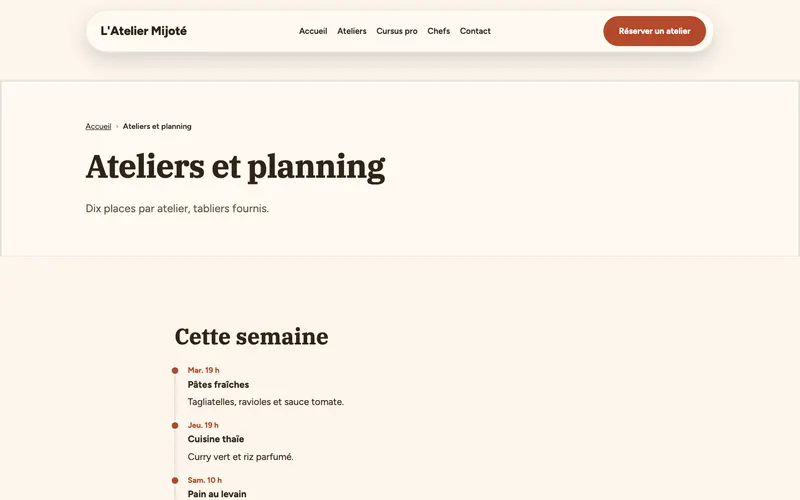 L'Atelier Mijoté
Accueil Ateliers Cursus pro Chefs Contact
Réserver un atelier
Accueil › Ateliers et planning
Ateliers et planning
Dix places par atelier, tabliers fournis.
Cette semaine
Mar. 19 h
Pâtes fraîches
Tagliatelles, ravioles et sauce tomate.
Jeu. 19 h
Cuisine thaïe
Curry vert et riz parfumé.
Sam. 10 h
Pain au levain